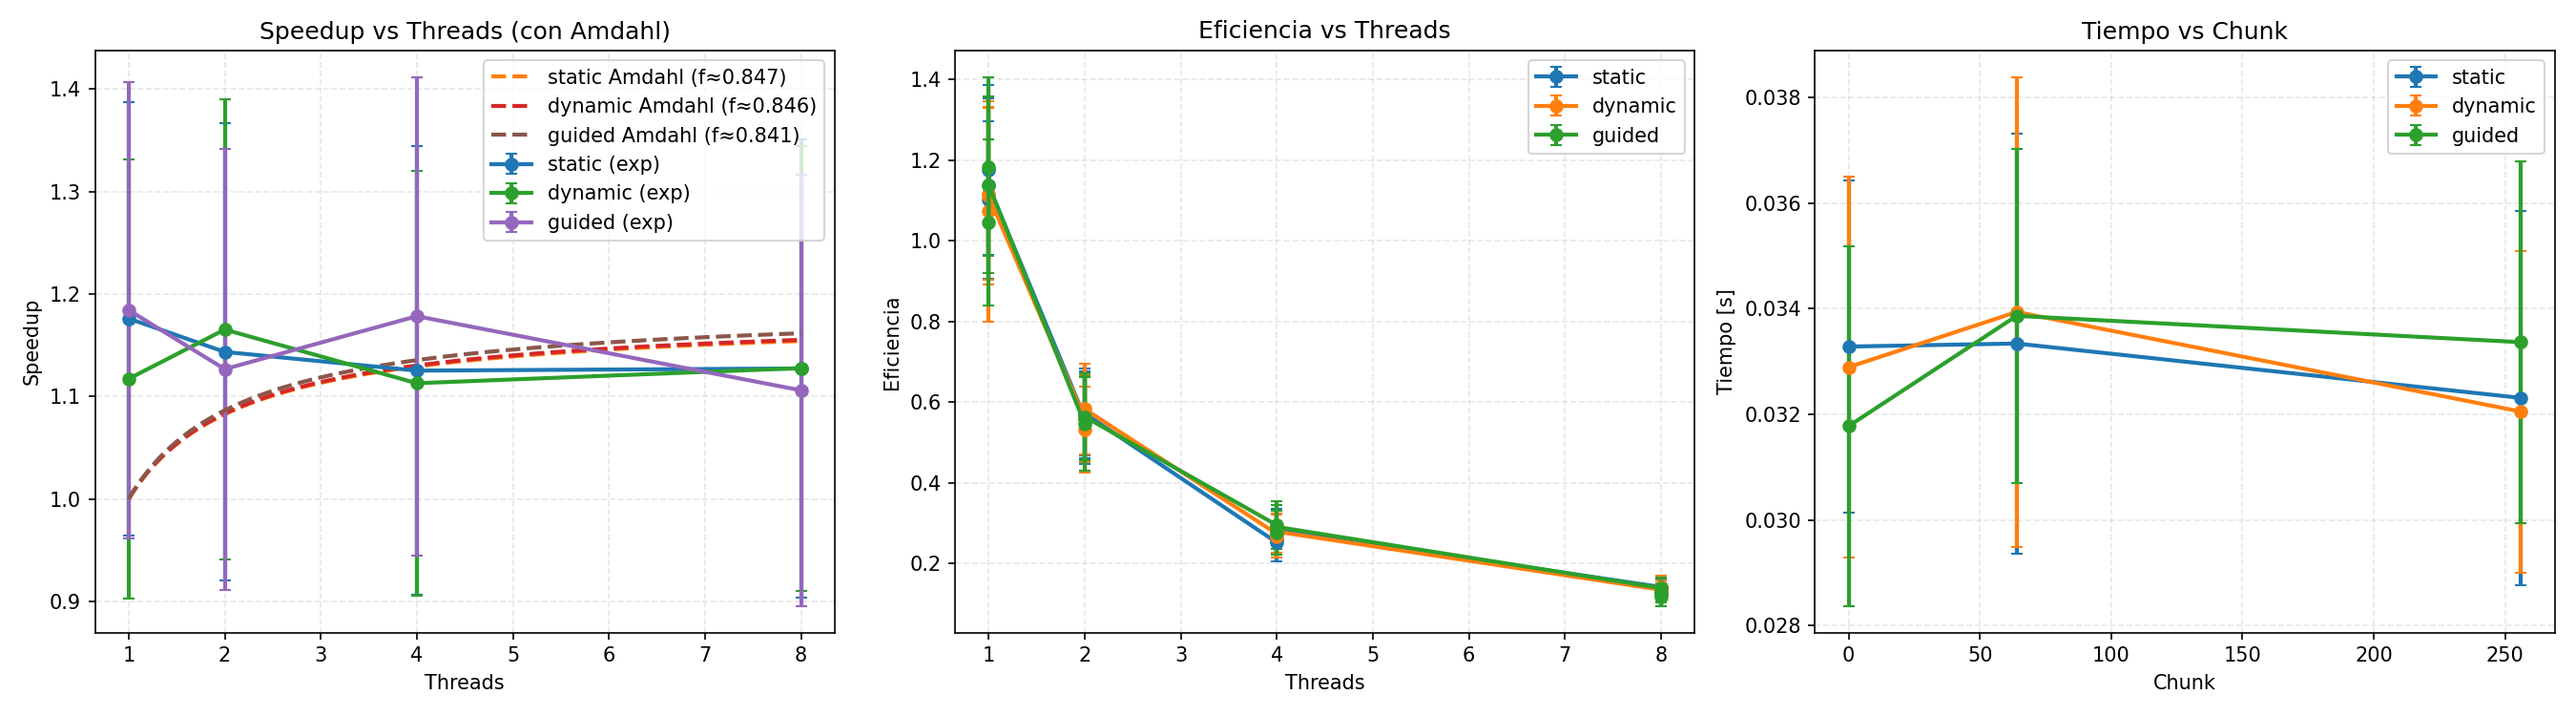 Speedup vs Threads (con Amdahl)
static Amdahl (f≈0.847)
dynamic Amdahl (f≈0.846)
guided Amdahl (f≈0.841)
static (exp)
dynamic (exp)
guided (exp)
1.4
1.3
1.2
1.1
1.0
0.9
Speedup
1 2 3 4 5 6 7 8
Threads
Eficiencia vs Threads
static
dynamic
guided
1.4
1.2
1.0
0.8
0.6
0.4
0.2
Eficiencia
1 2 3 4 5 6 7 8
Threads
Tiempo vs Chunk
static
dynamic
guided
0.038
0.036
0.034
0.032
0.030
0.028
Tiempo [s]
0 50 100 150 200 250
Chunk